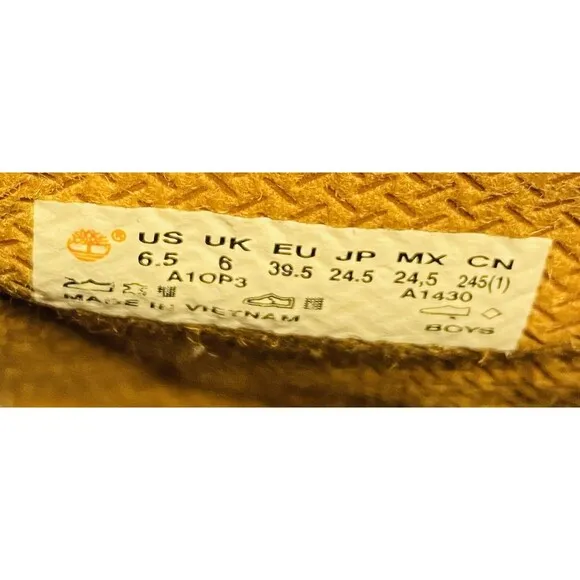 ® US UK EU JP MX CN
6.5 6 39.5 24.5 24,5 245(1)
A1OP3 A1430
MADE IN VIETNAM BOYS